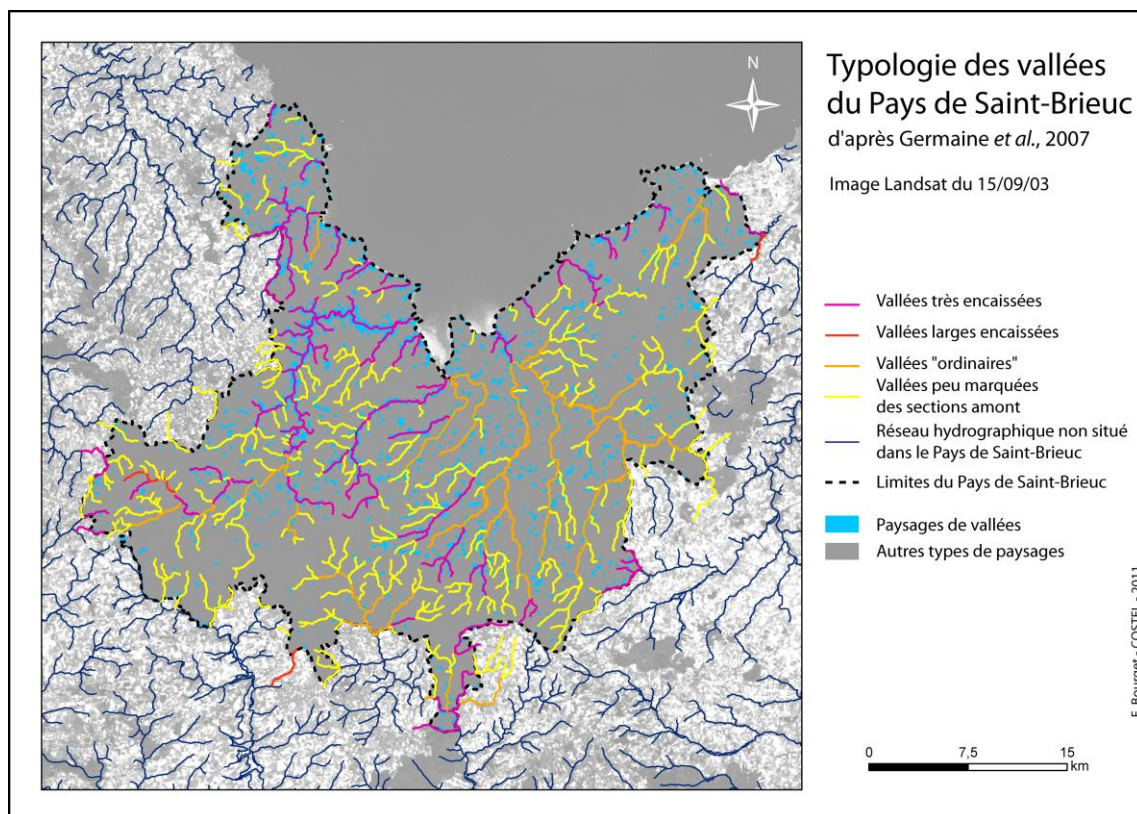 N
Typologie des vallées
du Pays de Saint-Brieuc
d'après Germaine et al., 2007
Image Landsat du 15/09/03
Vallées très encaissées
Vallées larges encaissées
Vallées "ordinaires"
Vallées peu marquées
des sections amont
Réseau hydrographique non situé
dans le Pays de Saint-Brieuc
Limites du Pays de Saint-Brieuc
Paysages de vallées
Autres types de paysages
0 7,5 15
km
E. Bourget - COSTEL - 2011